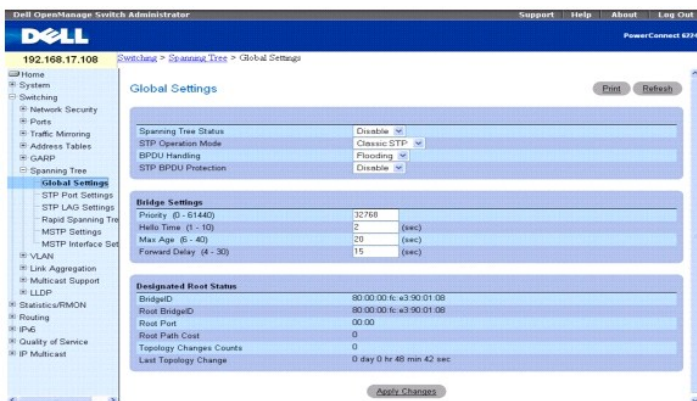 Dell OpenManage Switch Administrator
Support Help About Log Out
DELL
PowerConnect 6224
192.168.17.108
Switching > Spanning Tree > Global Settings
Home
System
Switching
Network Security
Ports
Traffic Mirroring
Address Tables
GARP
Spanning Tree
Global Settings
STP Port Settings
STP LAG Settings
Rapid Spanning Tre
MSTP Settings
MSTP Interface Set
VLAN
Link Aggregation
Multicast Support
LLDP
Statistics/RMON
Routing
IPv6
Quality of Service
IP Multicast
Global Settings
Print Refresh
Spanning Tree Status Disable
STP Operation Mode Classic STP
BPDU Handling Flooding
STP BPDU Protection Disable
Bridge Settings
Priority (0 - 61440) 32768
Hello Time (1 - 10) 2 (sec)
Max Age (6 - 40) 20 (sec)
Forward Delay (4 - 30) 15 (sec)
Designated Root Status
BridgeID 80:00:00:fc:e3:90:01:08
Root BridgeID 80:00:00:fc:e3:90:01:08
Root Port 00:00
Root Path Cost 0
Topology Changes Counts 0
Last Topology Change 0 day 0 hr 48 min 42 sec
Apply Changes